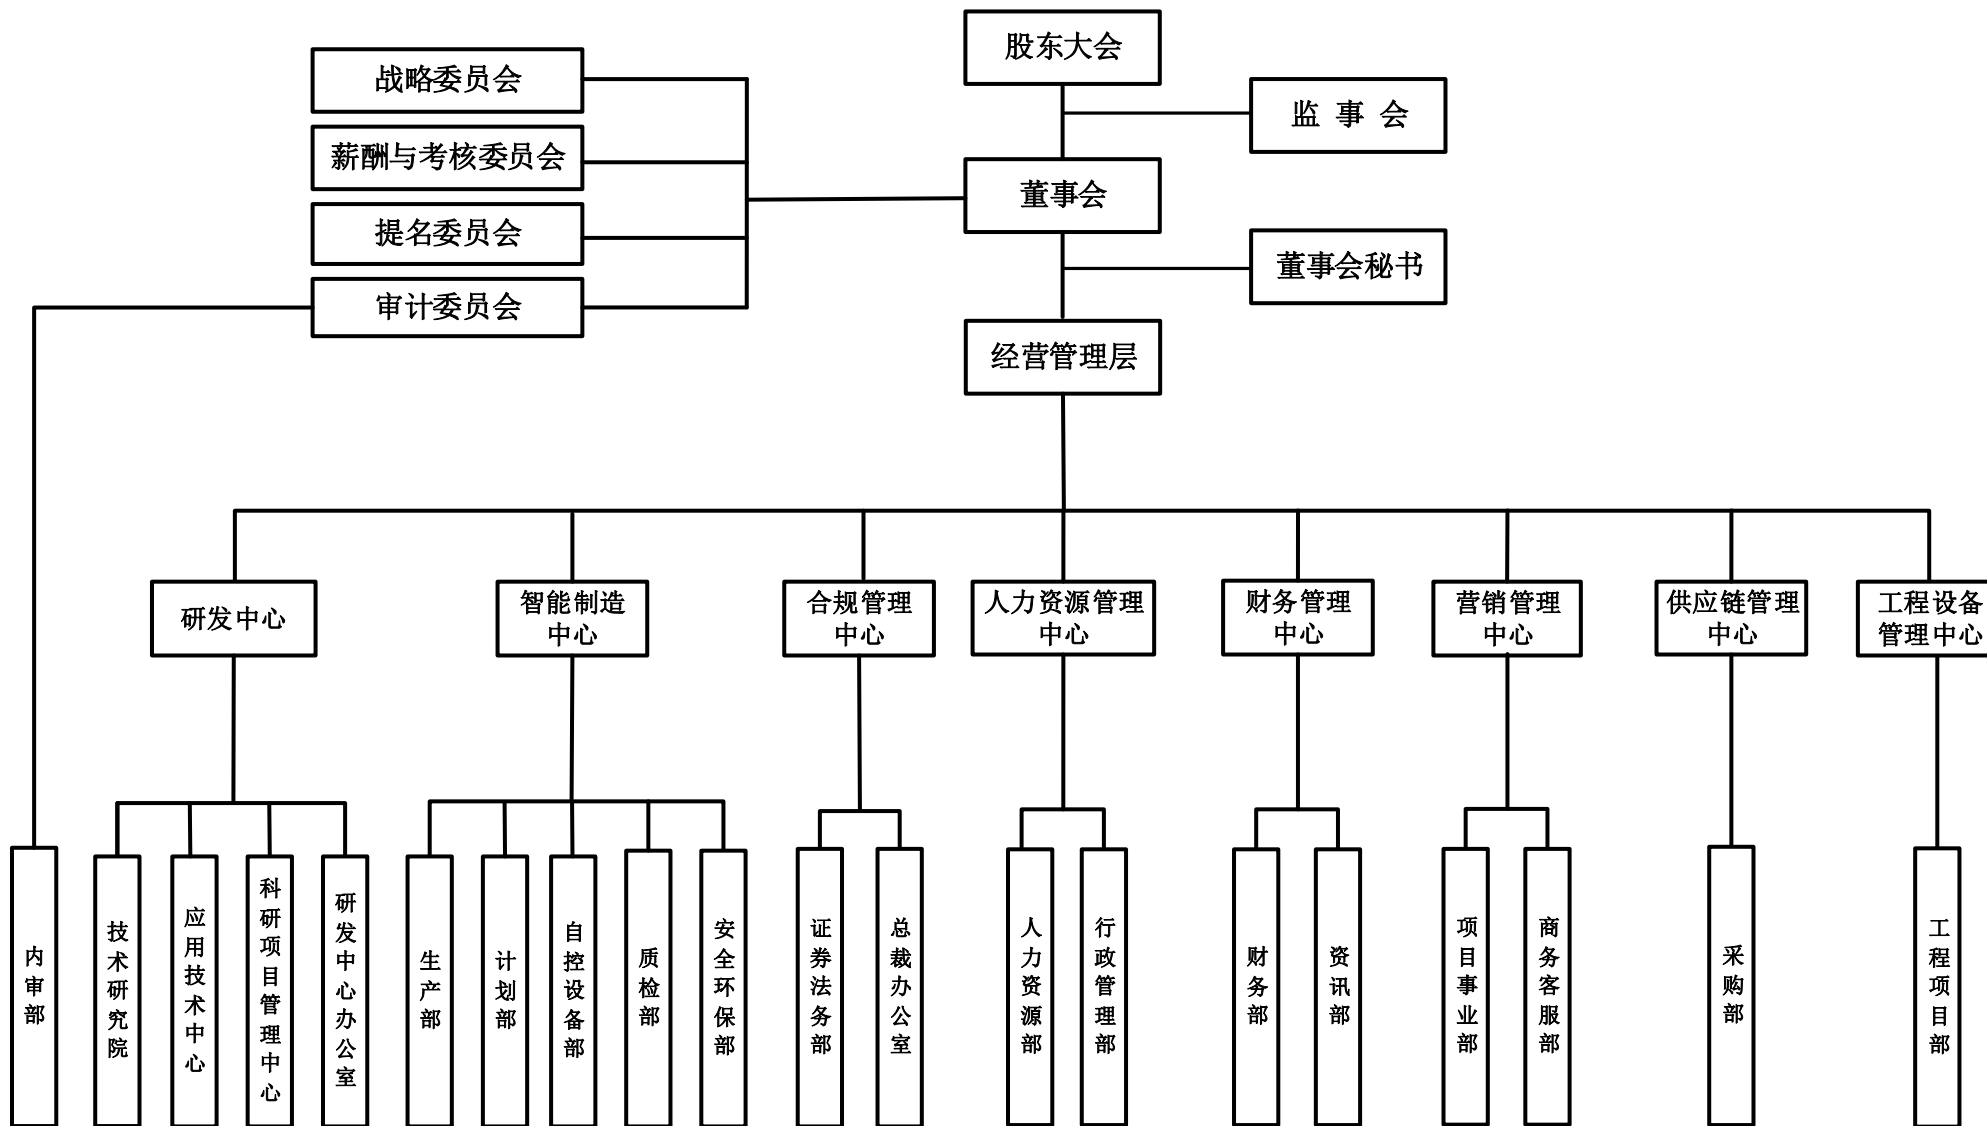 股东大会
战略委员会
监 事 会
薪酬与考核委员会
董事会
提名委员会
董事会秘书
审计委员会
经营管理层
研发中心
智能制造
中心
合规管理
中心
人力资源管理
中心
财务管理
中心
营销管理
中心
供应链管理
中心
工程设备
管理中心
内审部
技术研究院
应用技术中心
科研项目管理中心
研发中心办公室
生产部
计划部
自控设备部
质检部
安全环保部
证券法务部
总裁办公室
人力资源部
行政管理部
财务部
资讯部
项目事业部
商务客服部
采购部
工程项目部